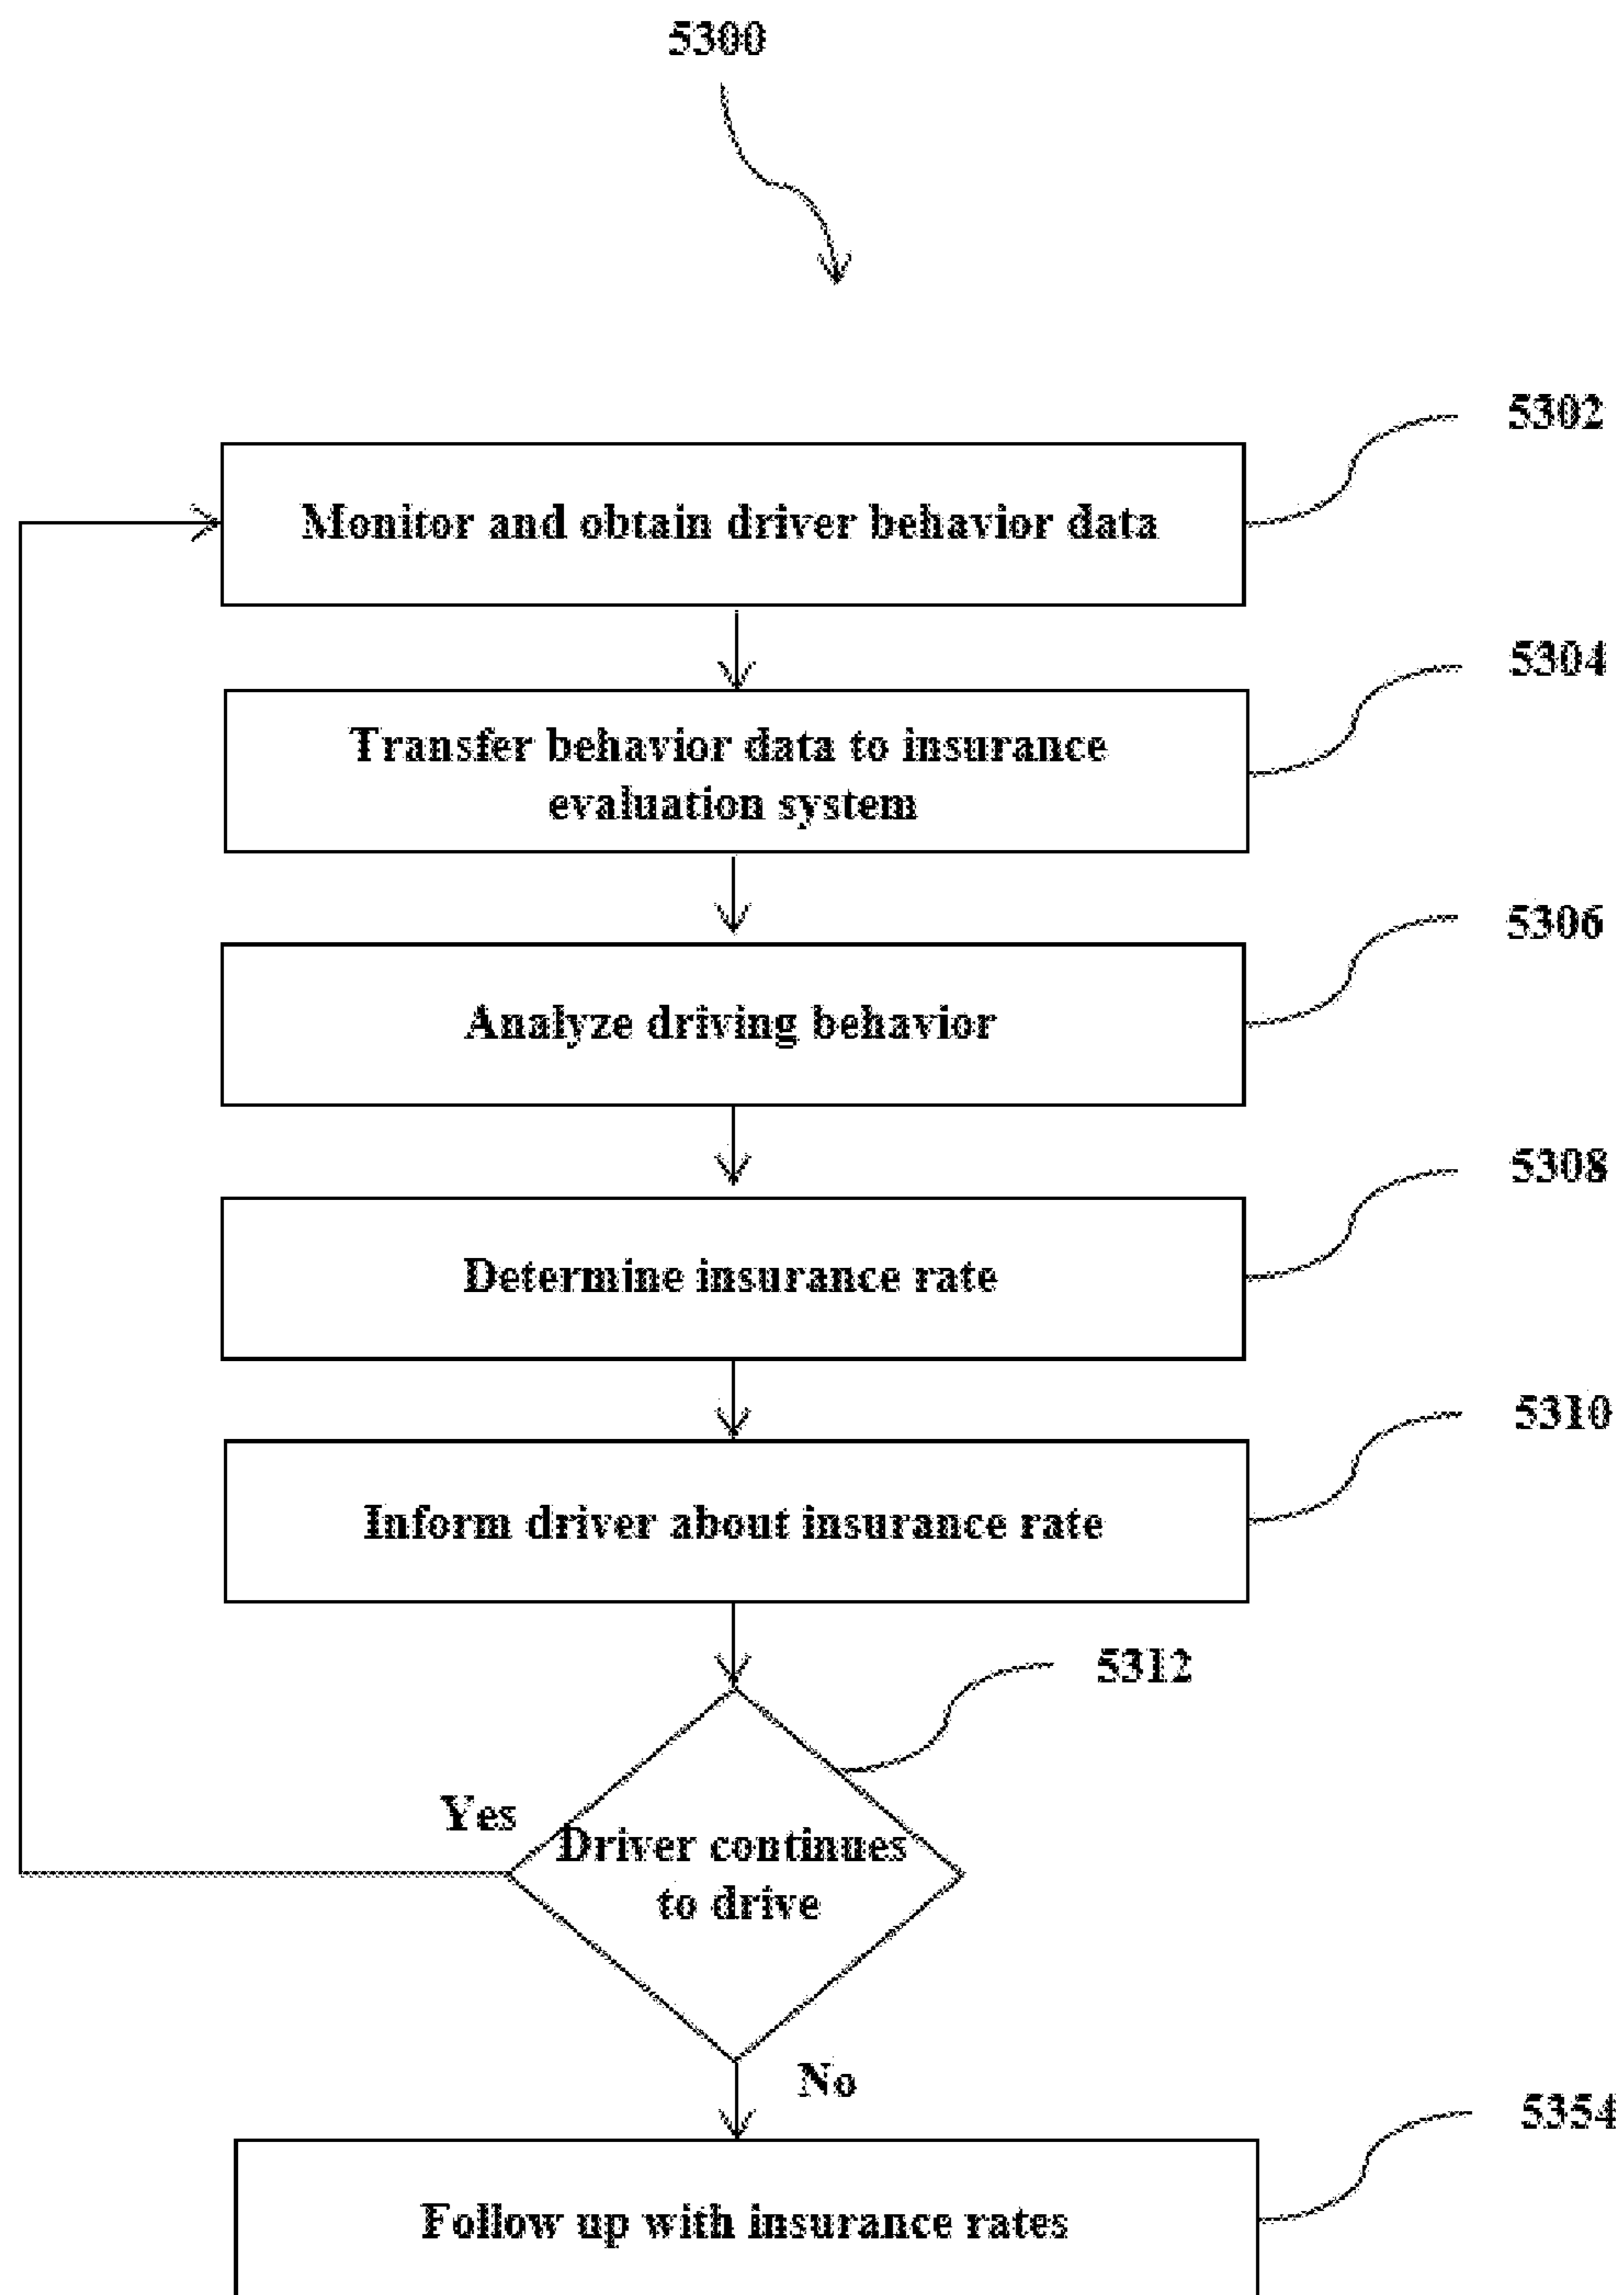 5300
5302
Monitor and obtain driver behavior data
5304
Transfer behavior data to insurance
evaluation system
5306
Analyze driving behavior
5308
Determine insurance rate
5310
Inform driver about insurance rate
5312
Yes
Driver continues
to drive
No
5354
Follow up with insurance rates